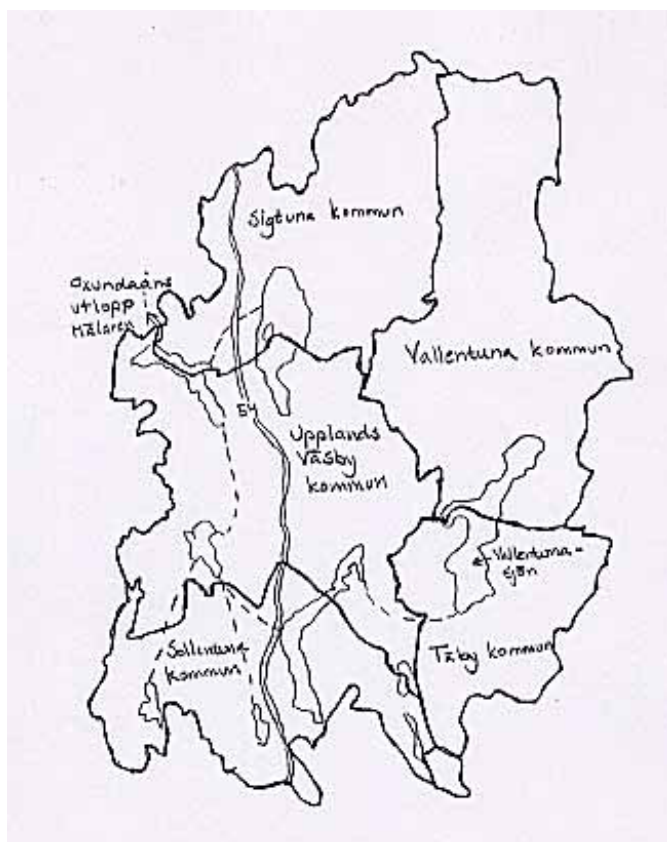 Sigtuna kommun
Oxundaåns
utlopp
Mälaren
Vallentuna kommun
54
Upplands
Väsby
kommun
Vallentuna-
sjön
Sollentuna
kommun
Täby kommun